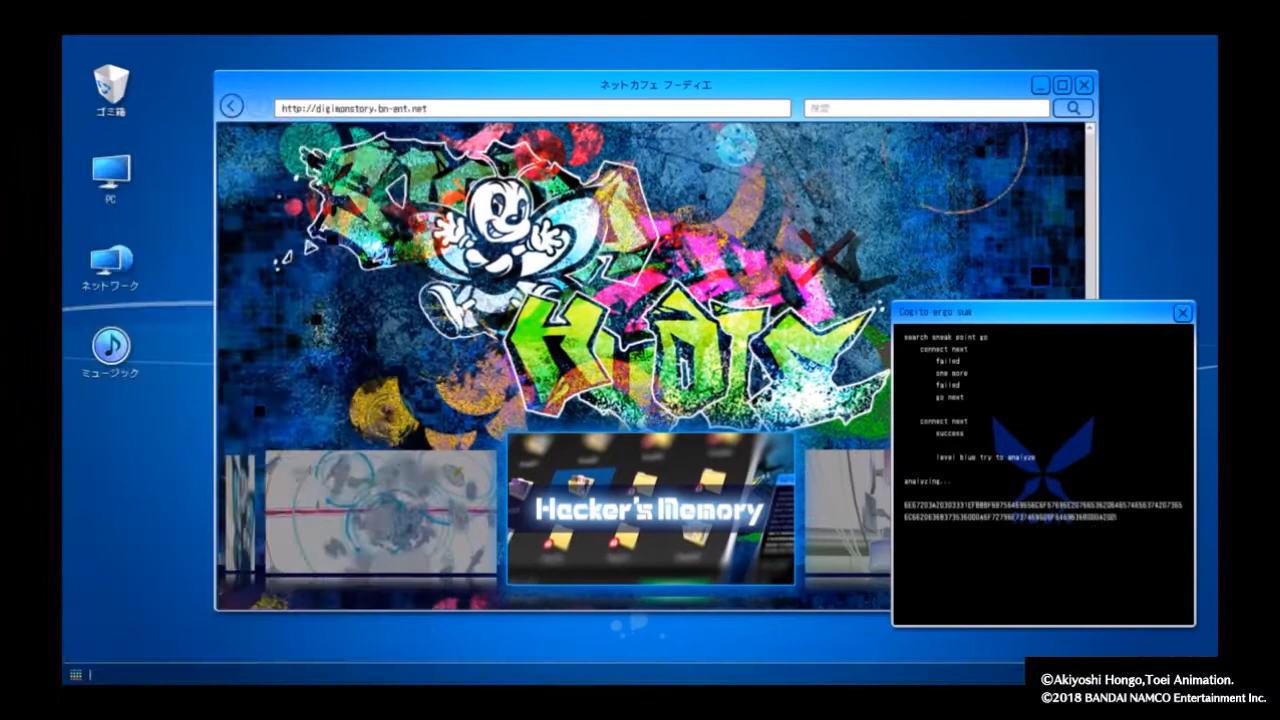 ゴミ箱
PC
ネットワーク
ミュージック
ネットカフェ フーディエ
http://digimonstory.bn-ent.net
検索
Hacker's Memory
Cogito ergo sum
search sneak point go
connect next
failed
one more
failed
go next
connect next
success
level blue try to analyze
analyzing...
©Akiyoshi Hongo,Toei Animation.
©2018 BANDAI NAMCO Entertainment Inc.